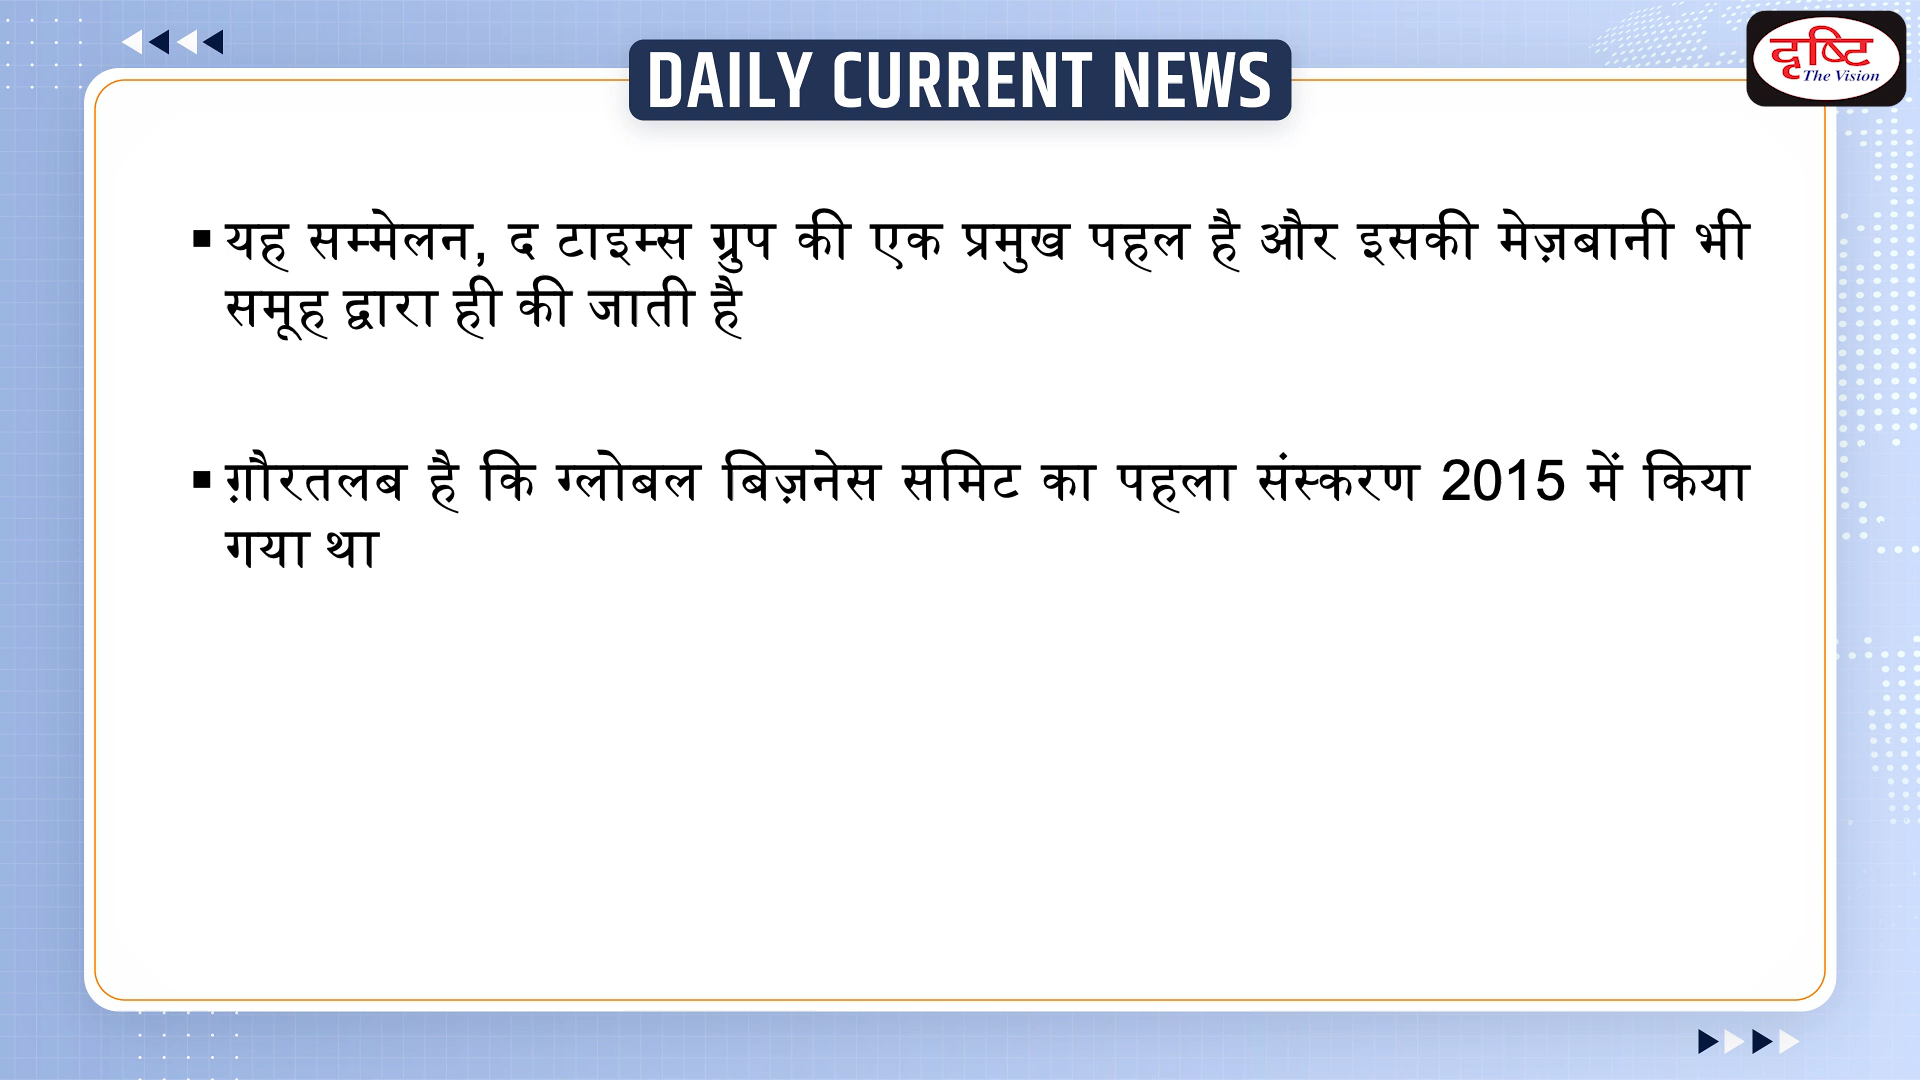 DAILY CURRENT NEWS
दृष्टि
The Vision
▪ यह सम्मेलन, द टाइम्स ग्रुप की एक प्रमुख पहल है और इसकी मेज़बानी भी
समूह द्वारा ही की जाती है
▪ ग़ौरतलब है कि ग्लोबल बिज़नेस समिट का पहला संस्करण 2015 में किया
गया था